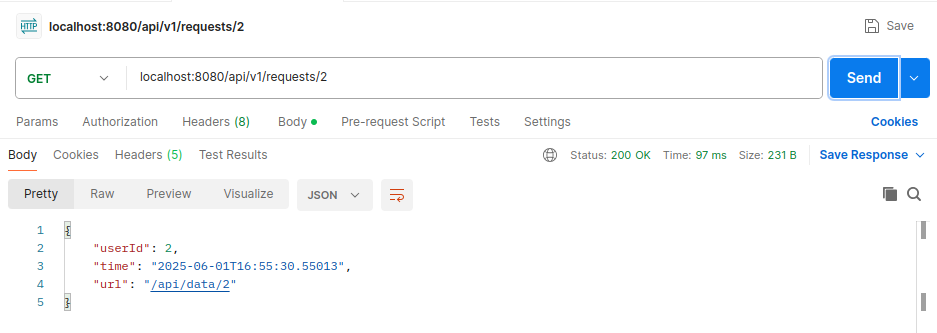 HTTP localhost:8080/api/v1/requests/2 Save
GET localhost:8080/api/v1/requests/2 Send
Params Authorization Headers (8) Body Pre-request Script Tests Settings Cookies
Body Cookies Headers (5) Test Results Status: 200 OK Time: 97 ms Size: 231 B Save Response
Pretty Raw Preview Visualize JSON
1 {
2 "userId": 2,
3 "time": "2025-06-01T16:55:30.55013",
4 "url": "/api/data/2"
5 }